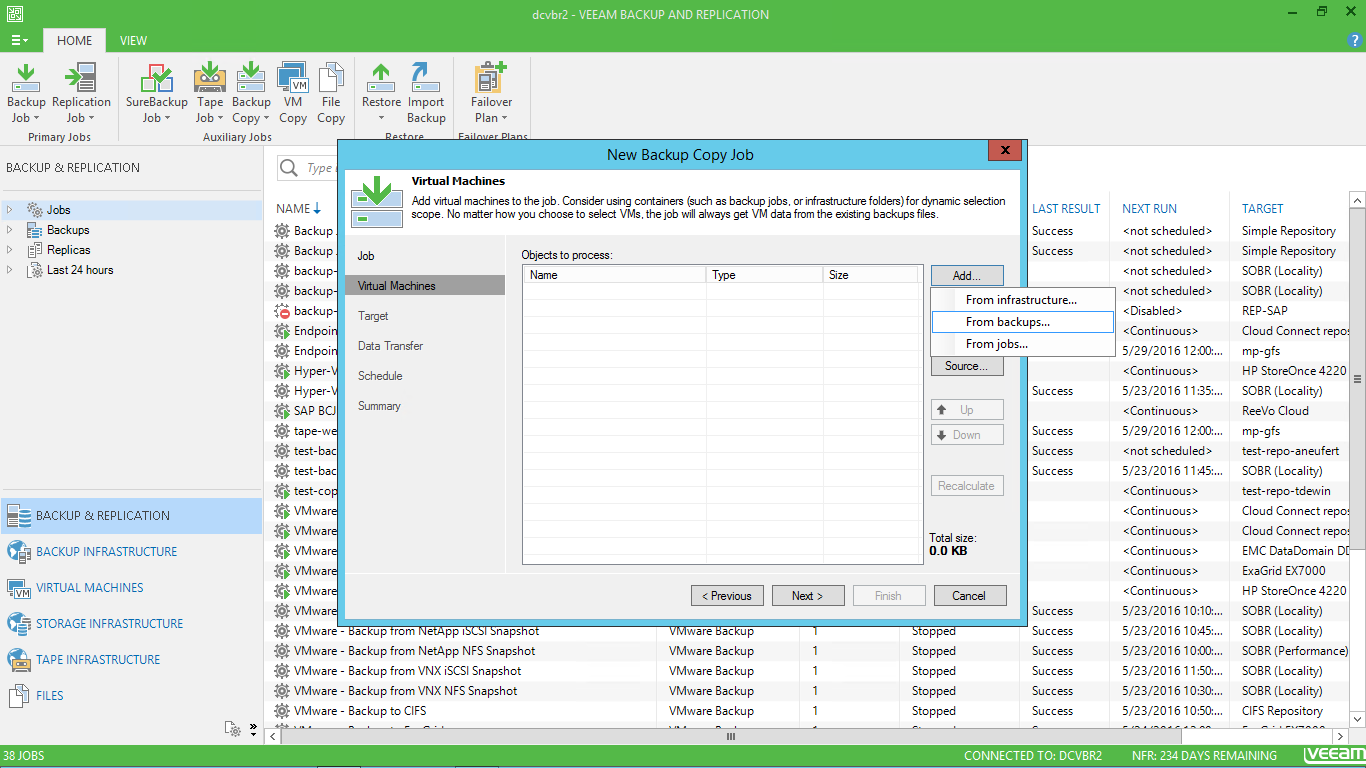 dcvbr2 - VEEAM BACKUP AND REPLICATION
HOME VIEW
Backup Job Replication Job SureBackup Job Tape Job Backup Copy VM Copy File Copy Restore Import Backup Failover Plan
Primary Jobs Auxiliary Jobs Restore Failover Plans
BACKUP & REPLICATION
Jobs
Backups
Replicas
Last 24 hours
BACKUP & REPLICATION
BACKUP INFRASTRUCTURE
VIRTUAL MACHINES
STORAGE INFRASTRUCTURE
TAPE INFRASTRUCTURE
FILES
Type
New Backup Copy Job
Virtual Machines
Add virtual machines to the job. Consider using containers (such as backup jobs, or infrastructure folders) for dynamic selection
scope. No matter how you choose to select VMs, the job will always get VM data from the existing backups files.
Job
Virtual Machines
Target
Data Transfer
Schedule
Summary
Objects to process:
Name Type Size
Add...
From infrastructure...
From backups...
From jobs...
Source...
Up
Down
Recalculate
Total size:
0.0 KB
< Previous Next > Finish Cancel
NAME LAST RESULT NEXT RUN TARGET
Backup Success <not scheduled> Simple Repository
Backup Success <not scheduled> Simple Repository
backup- Success <not scheduled> SOBR (Locality)
backup- Success <not scheduled> SOBR (Locality)
backup- <Disabled> REP-SAP
Endpoin <Continuous> Cloud Connect repos
Endpoin 5/29/2016 12:00:... mp-gfs
Hyper-V <Continuous> HP StoreOnce 4220
Hyper-V Success 5/23/2016 11:35:... SOBR (Locality)
SAP BCJ <Continuous> ReeVo Cloud
tape-we Success 5/29/2016 12:00:... mp-gfs
test-bac Success <not scheduled> test-repo-aneufert
test-bac Success 5/23/2016 11:45:... SOBR (Locality)
test-cop <Continuous> test-repo-tdewin
VMware <Continuous> Cloud Connect repos
VMware <Continuous> Cloud Connect repos
VMware <Continuous> EMC DataDomain DD
VMware <Continuous> ExaGrid EX7000
VMware <Continuous> HP StoreOnce 4220
VMware Success 5/23/2016 10:10:... SOBR (Locality)
VMware - Backup from NetApp iSCSI Snapshot VMware Backup 1 Stopped Success 5/23/2016 10:45:... SOBR (Locality)
VMware - Backup from NetApp NFS Snapshot VMware Backup 1 Stopped Success 5/23/2016 10:00:... SOBR (Performance)
VMware - Backup from VNX iSCSI Snapshot VMware Backup 1 Stopped Success 5/23/2016 11:50:... SOBR (Locality)
VMware - Backup from VNX NFS Snapshot VMware Backup 1 Stopped Success 5/23/2016 10:30:... SOBR (Locality)
VMware - Backup to CIFS VMware Backup 1 Stopped Success 5/23/2016 10:50:... CIFS Repository
38 JOBS CONNECTED TO: DCVBR2 NFR: 234 DAYS REMAINING veeam